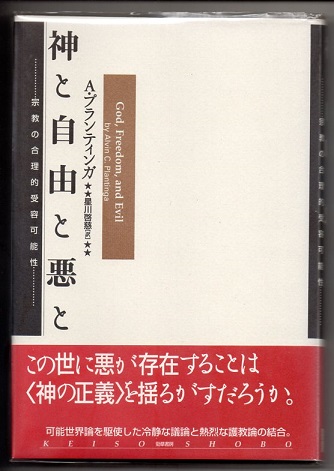 神と自由と悪と
宗教の合理的受容可能性
A・プランティンガ
★★星川啓慈[訳]★★
God, Freedom, and Evil
by Alvin C. Plantinga
この世に悪が存在することは
〈神の正義〉を揺るがすだろうか。
可能世界論を駆使した冷静な議論と熱烈な護教論の結合。
KEISO 勁草書房 SHOBO